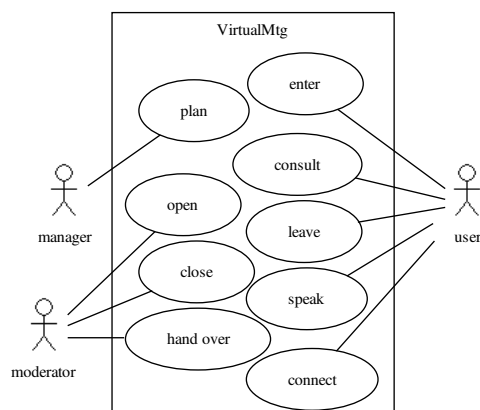 VirtualMtg
enter
plan
consult
open
manager
leave
user
close
speak
hand over
moderator
connect